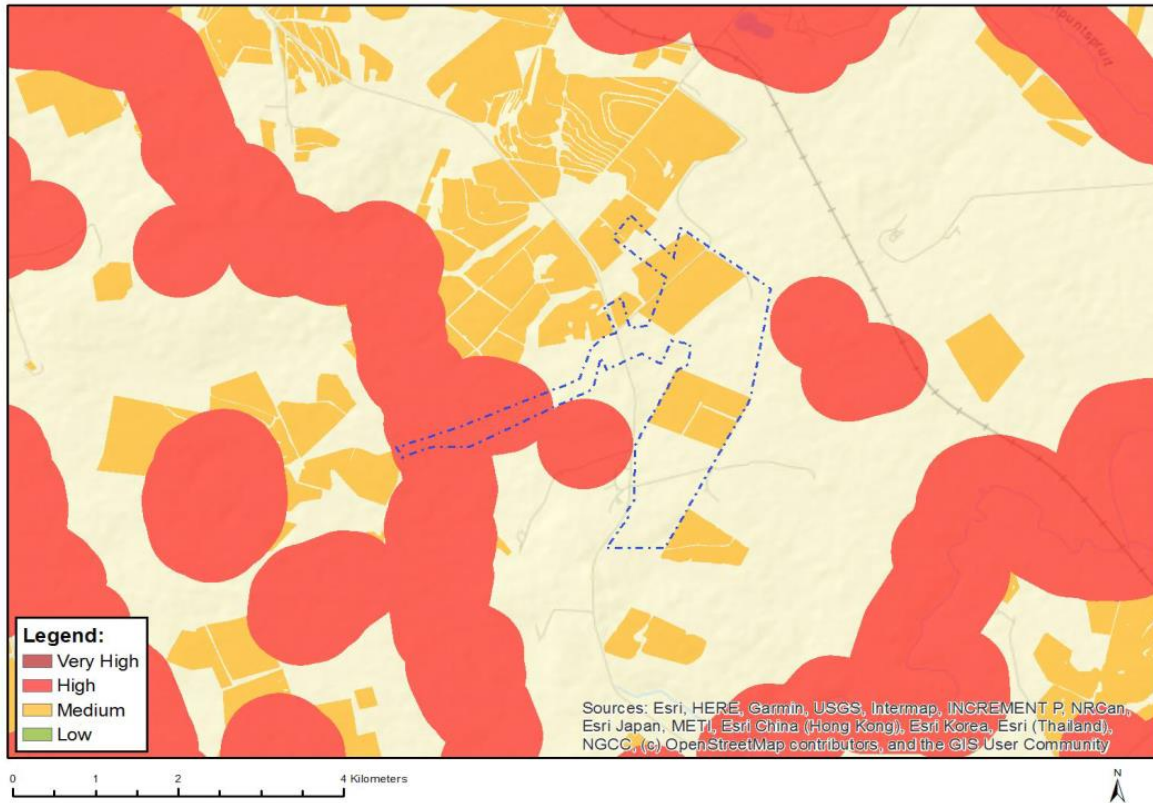 ountspruit
Legend:
Very High
High
Medium
Low
Sources: Esri, HERE, Garmin, USGS, Intermap, INCREMENT P, NRCan,
Esri Japan, METI, Esri China (Hong Kong), Esri Korea, Esri (Thailand),
NGCC, (c) OpenStreetMap contributors, and the GIS User Community
0 1 2 4 Kilometers
N